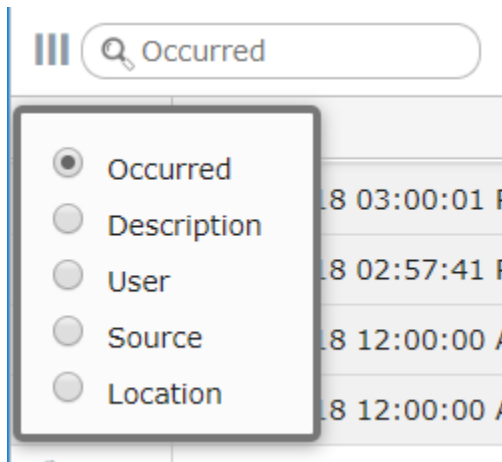 Occurred
Occurred
Description
User
Source
Location
18 03:00:01
18 02:57:41
18 12:00:00
18 12:00:00